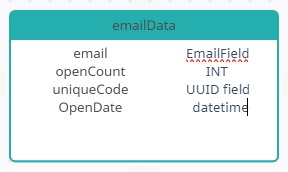 emailData
email EmailField
openCount INT
uniqueCode UUID field
OpenDate datetime